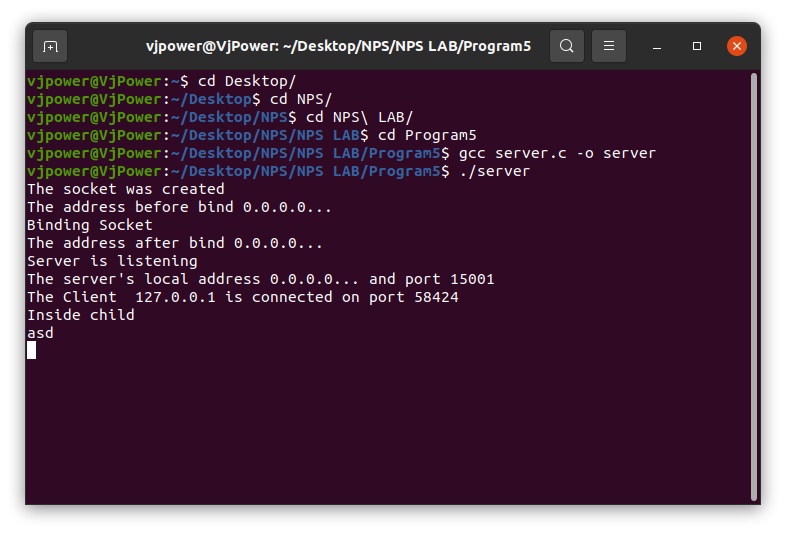 vjpower@VjPower: ~/Desktop/NPS/NPS LAB/Program5
vjpower@VjPower:~$ cd Desktop/
vjpower@VjPower:~/Desktop$ cd NPS/
vjpower@VjPower:~/Desktop/NPS$ cd NPS\ LAB/
vjpower@VjPower:~/Desktop/NPS/NPS LAB$ cd Program5
vjpower@VjPower:~/Desktop/NPS/NPS LAB/Program5$ gcc server.c -o server
vjpower@VjPower:~/Desktop/NPS/NPS LAB/Program5$ ./server
The socket was created
The address before bind 0.0.0.0...
Binding Socket
The address after bind 0.0.0.0...
Server is listening
The server's local address 0.0.0.0... and port 15001
The Client  127.0.0.1 is connected on port 58424
Inside child
asd